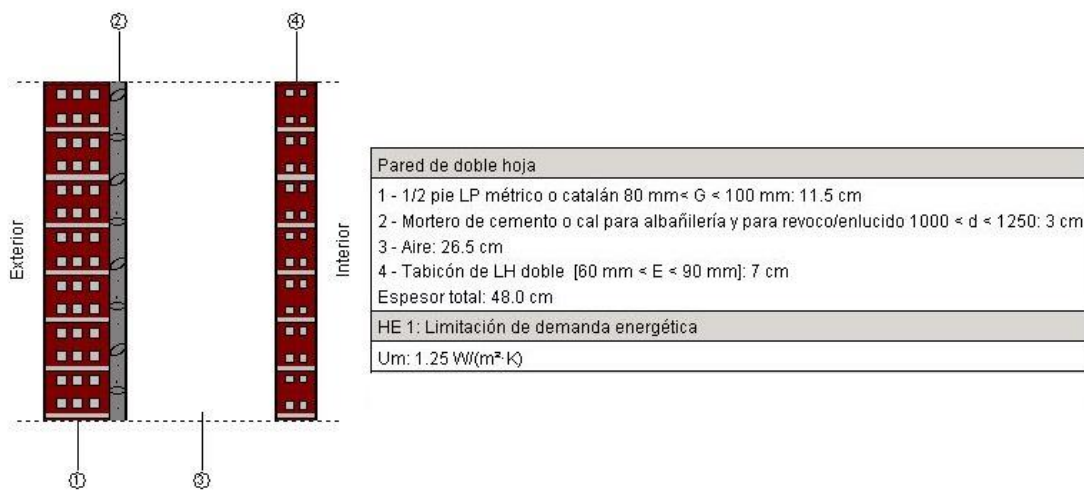 ②
④
Exterior
Interior
①
③
Pared de doble hoja
1 - 1/2 pie LP métrico o catalán 80 mm< G < 100 mm: 11.5 cm
2 - Mortero de cemento o cal para albañilería y para revoco/enlucido 1000 < d < 1250: 3 cm
3 - Aire: 26.5 cm
4 - Tabicón de LH doble [60 mm < E < 90 mm]: 7 cm
Espesor total: 48.0 cm
HE 1: Limitación de demanda energética
Um: 1.25 W/(m²·K)